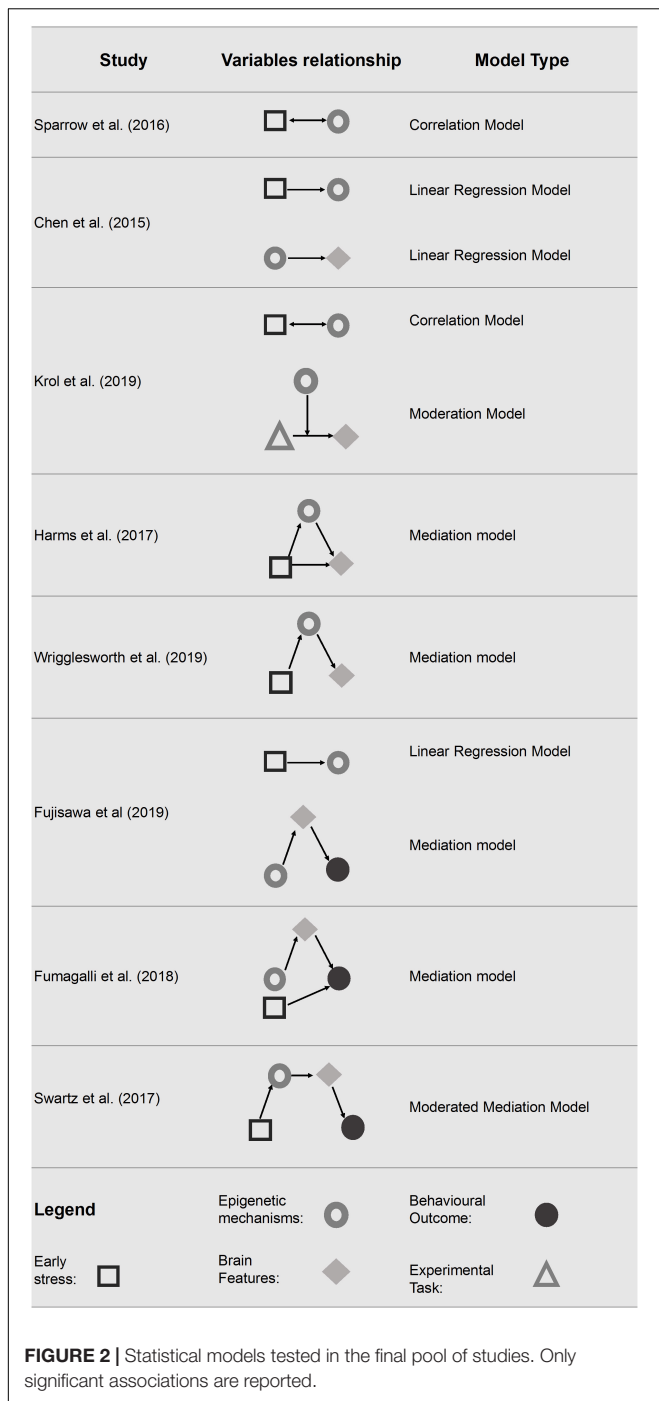 Study Variables relationship Model Type
Sparrow et al. (2016) Correlation Model
Linear Regression Model
Chen et al. (2015)
Linear Regression Model
Correlation Model
Krol et al. (2019)
Moderation Model
Harms et al. (2017) Mediation model
Wrigglesworth et al. (2019) Mediation model
Linear Regression Model
Fujisawa et al (2019)
Mediation model
Fumagalli et al. (2018) Mediation model
Swartz et al. (2017) Moderated Mediation Model
Legend
Epigenetic
mechanisms:
Behavioural
Outcome:
Early
stress:
Brain
Features:
Experimental
Task:
FIGURE 2 | Statistical models tested in the final pool of studies. Only
significant associations are reported.